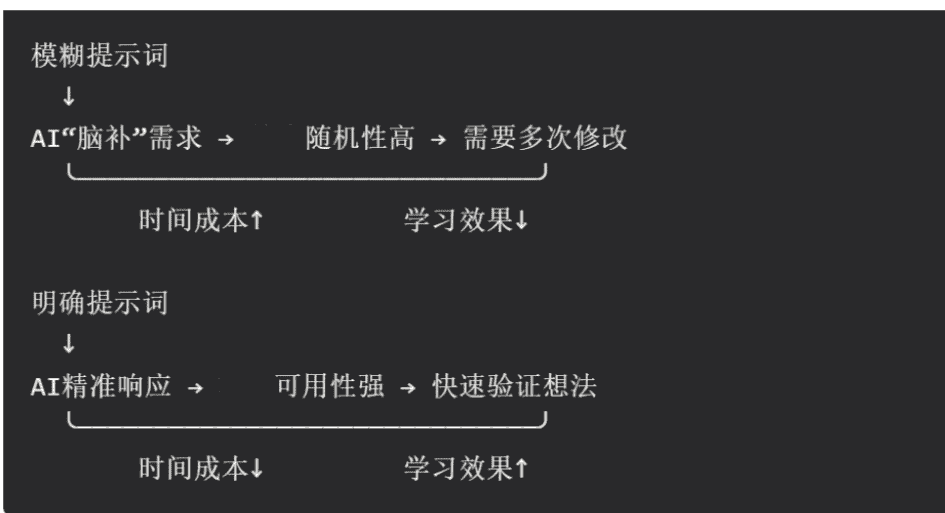 模糊提示词
↓
AI“脑补”需求 → 随机性高 → 需要多次修改
时间成本↑ 学习效果↓
明确提示词
↓
AI精准响应 → 可用性强 → 快速验证想法
时间成本↓ 学习效果↑